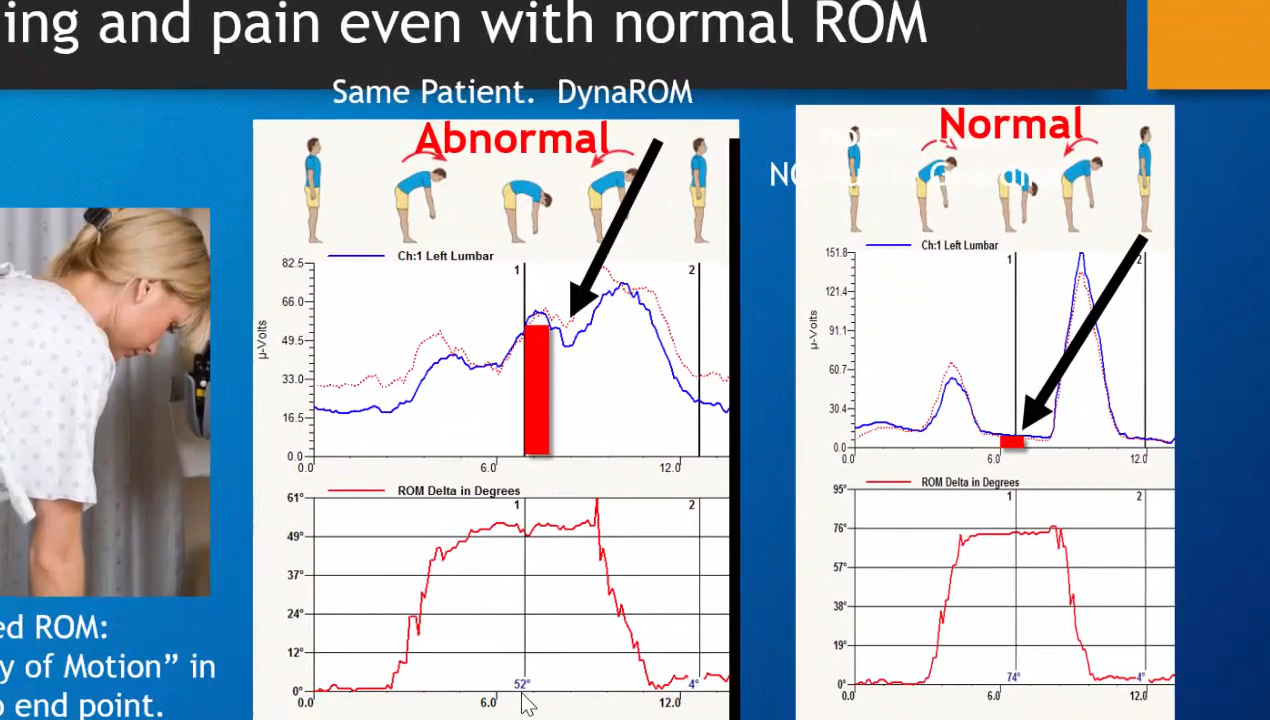 ing and pain even with normal ROM
Same Patient. DynaROM
Abnormal
Ch:1 Left Lumbar
82.5
66.0
49.5
33.0
16.5
0.0
µ-Volts
1
2
0.0 6.0 12.0
ROM Delta in Degrees
61°
49°
37°
24°
12°
0°
1
2
52°
4°
0.0 6.0 12.0
Normal
NO
Ch:1 Left Lumbar
151.8
121.4
91.1
60.7
30.4
0.0
µ-Volts
1
2
0.0 6.0 12.0
ROM Delta in Degrees
95°
76°
57°
38°
19°
0°
1
2
74°
4°
0.0 6.0 12.0
ed ROM:
y of Motion” in
o end point.